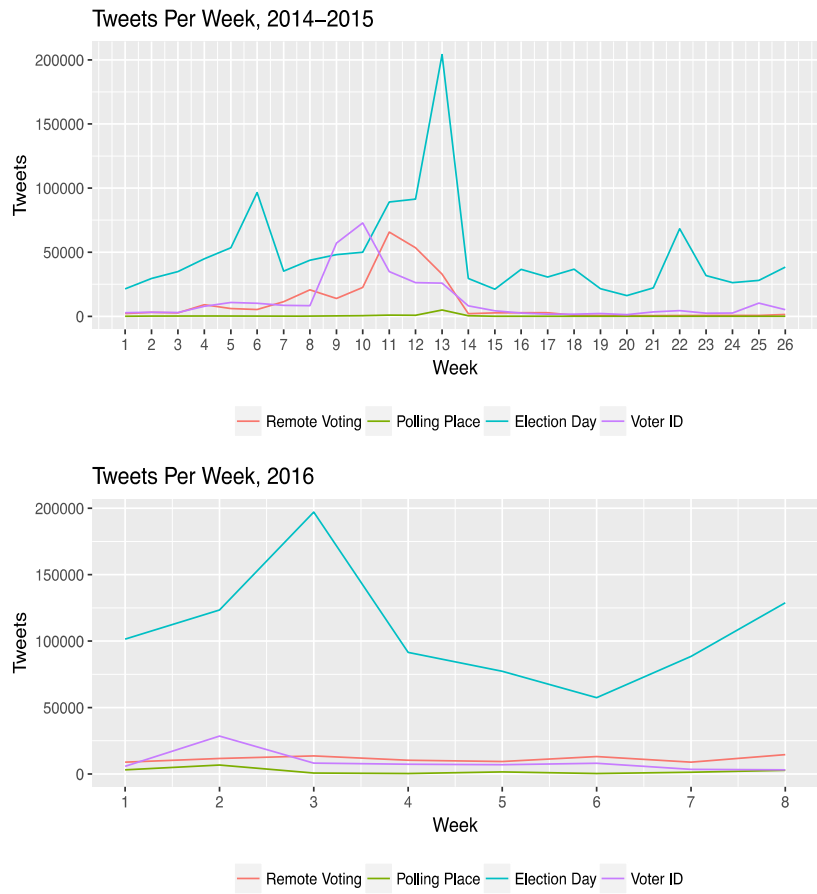 Tweets Per Week, 2014–2015
200000
150000
100000
50000
0
Tweets
1 2 3 4 5 6 7 8 9 10 11 12 13 14 15 16 17 18 19 20 21 22 23 24 25 26
Week
Remote Voting Polling Place Election Day Voter ID
Tweets Per Week, 2016
200000
150000
100000
50000
0
Tweets
1 2 3 4 5 6 7 8
Week
Remote Voting Polling Place Election Day Voter ID